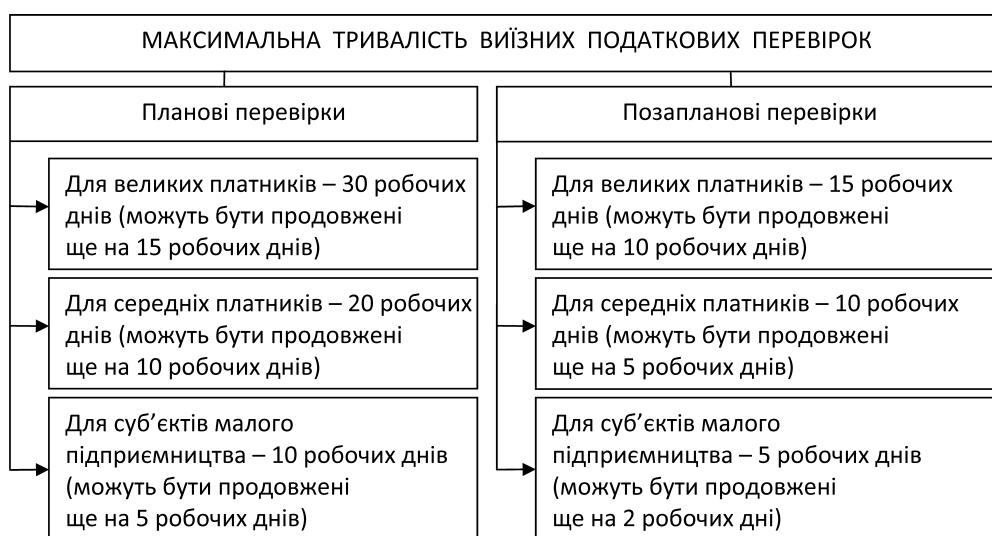 МАКСИМАЛЬНА ТРИВАЛІСТЬ ВИЇЗНИХ ПОДАТКОВИХ ПЕРЕВІРОК
Планові перевірки
Для великих платників – 30 робочих
днів (можуть бути продовжені
ще на 15 робочих днів)
Для середніх платників – 20 робочих
днів (можуть бути продовжені
ще на 10 робочих днів)
Для суб’єктів малого
підприємництва – 10 робочих днів
(можуть бути продовжені
ще на 5 робочих днів)
Позапланові перевірки
Для великих платників – 15 робочих
днів (можуть бути продовжені
ще на 10 робочих днів)
Для середніх платників – 10 робочих
днів (можуть бути продовжені
ще на 5 робочих днів)
Для суб’єктів малого
підприємництва – 5 робочих днів
(можуть бути продовжені
ще на 2 робочих дні)